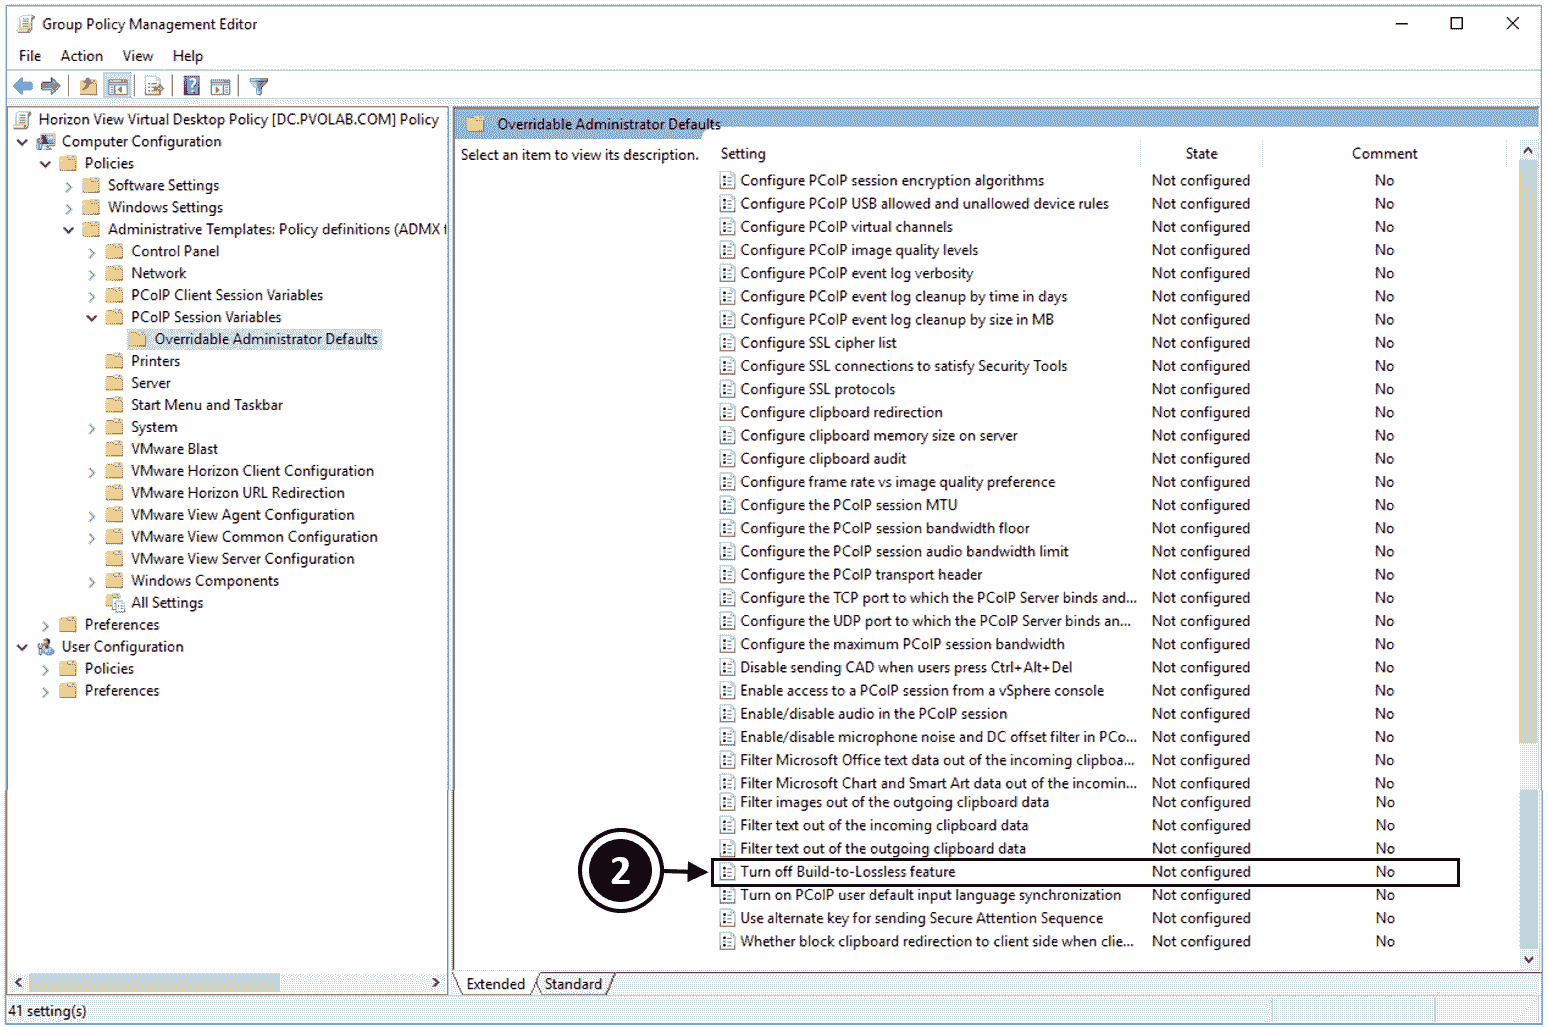 Group Policy Management Editor
File Action View Help
Horizon View Virtual Desktop Policy [DC.PVOLAB.COM] Policy
Computer Configuration
Policies
Software Settings
Windows Settings
Administrative Templates: Policy definitions (ADMX f
Control Panel
Network
PCoIP Client Session Variables
PCoIP Session Variables
Overridable Administrator Defaults
Printers
Server
Start Menu and Taskbar
System
VMware Blast
VMware Horizon Client Configuration
VMware Horizon URL Redirection
VMware View Agent Configuration
VMware View Common Configuration
VMware View Server Configuration
Windows Components
All Settings
Preferences
User Configuration
Policies
Preferences
Overridable Administrator Defaults
Select an item to view its description.
Setting State Comment
Configure PCoIP session encryption algorithms Not configured No
Configure PCoIP USB allowed and unallowed device rules Not configured No
Configure PCoIP virtual channels Not configured No
Configure PCoIP image quality levels Not configured No
Configure PCoIP event log verbosity Not configured No
Configure PCoIP event log cleanup by time in days Not configured No
Configure PCoIP event log cleanup by size in MB Not configured No
Configure SSL cipher list Not configured No
Configure SSL connections to satisfy Security Tools Not configured No
Configure SSL protocols Not configured No
Configure clipboard redirection Not configured No
Configure clipboard memory size on server Not configured No
Configure clipboard audit Not configured No
Configure frame rate vs image quality preference Not configured No
Configure the PCoIP session MTU Not configured No
Configure the PCoIP session bandwidth floor Not configured No
Configure the PCoIP session audio bandwidth limit Not configured No
Configure the PCoIP transport header Not configured No
Configure the TCP port to which the PCoIP Server binds and... Not configured No
Configure the UDP port to which the PCoIP Server binds an... Not configured No
Configure the maximum PCoIP session bandwidth Not configured No
Disable sending CAD when users press Ctrl+Alt+Del Not configured No
Enable access to a PCoIP session from a vSphere console Not configured No
Enable/disable audio in the PCoIP session Not configured No
Enable/disable microphone noise and DC offset filter in PCo... Not configured No
Filter Microsoft Office text data out of the incoming clipboa... Not configured No
Filter Microsoft Chart and Smart Art data out of the incomin... Not configured No
Filter images out of the outgoing clipboard data Not configured No
Filter text out of the incoming clipboard data Not configured No
Filter text out of the outgoing clipboard data Not configured No
2 Turn off Build-to-Lossless feature Not configured No
Turn on PCoIP user default input language synchronization Not configured No
Use alternate key for sending Secure Attention Sequence Not configured No
Whether block clipboard redirection to client side when clie... Not configured No
Extended Standard
41 setting(s)